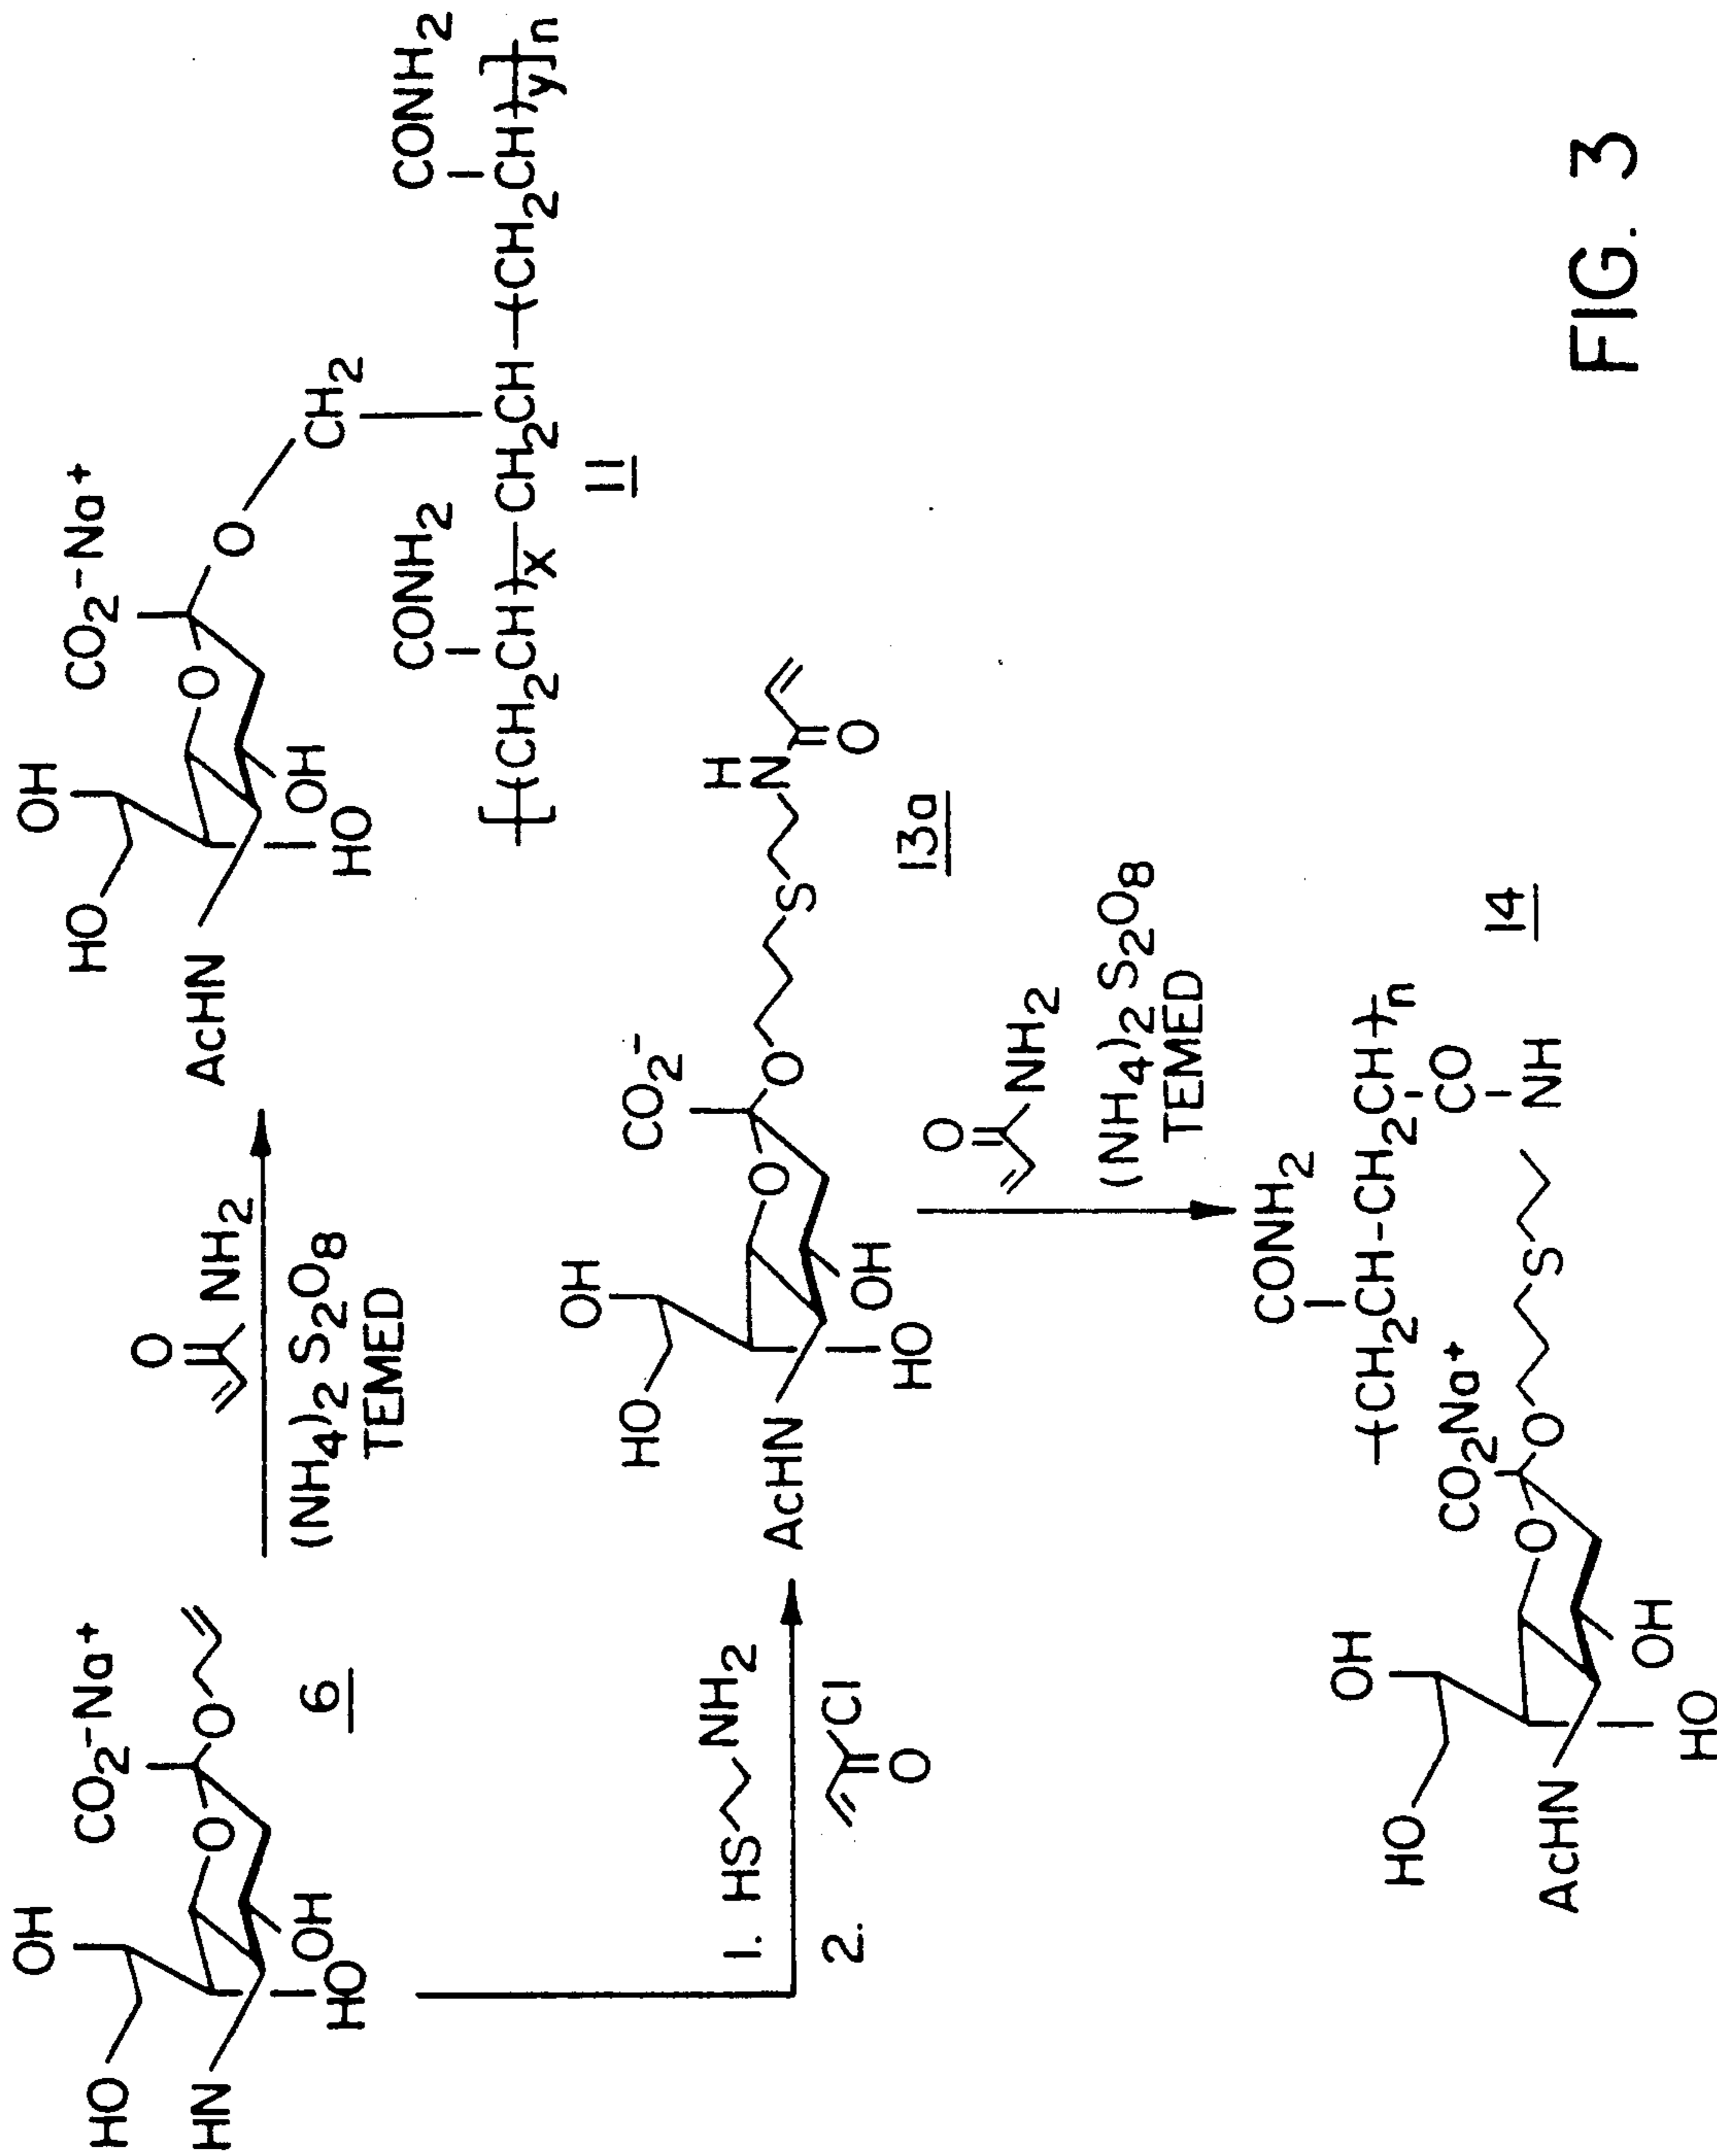 OH
HO
HN
HO
OH
O
CO2-Na+
O
6
O
NH2
(NH4)2 S2O8
TEMED
OH
HO
AcHN
HO
OH
O
CO2-Na+
O
CH2
CONH2
CONH2
[(CH2CH)x—CH2CH—(CH2CH)y]n
11
1. HS NH2
2. Cl
O
OH
HO
AcHN
HO
OH
O
CO2-
O
S
H
N
O
13a
O
NH2
(NH4)2 S2O8
TEMED
CONH2
(CH2CH-CH2CH)n
CO
NH
14
OH
HO
AcHN
HO
OH
O
CO2Na+
O
S
FIG. 3